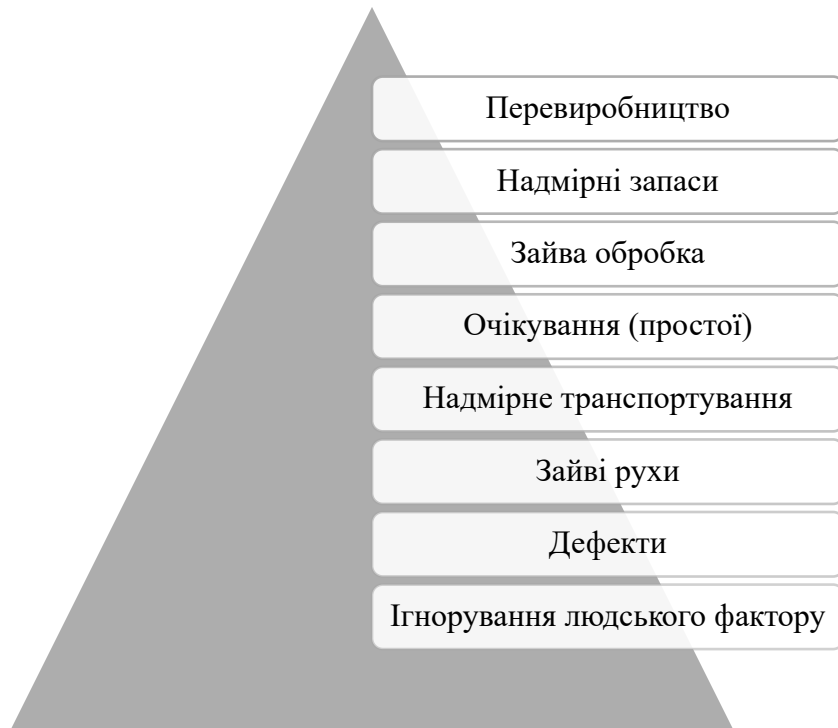 Перевиробництво
Надмірні запаси
Зайва обробка
Очікування (простої)
Надмірне транспортування
Зайві рухи
Дефекти
Ігнорування людського фактору